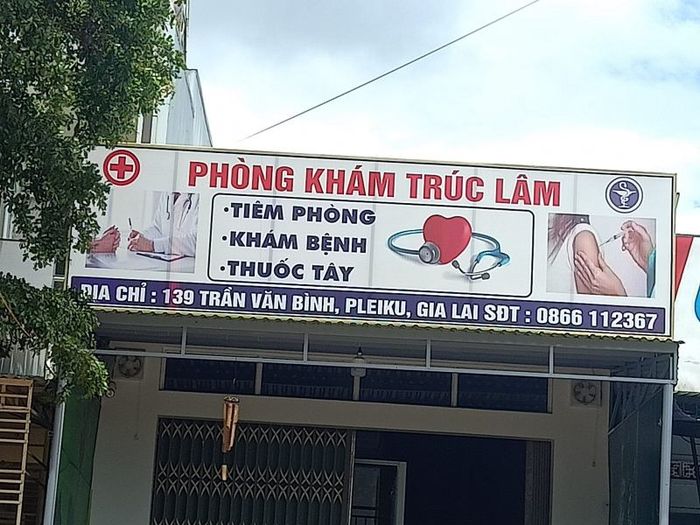 PHÒNG KHÁM TRÚC LÂM
·TIÊM PHÒNG
·KHÁM BỆNH
·THUỐC TÂY
ĐỊA CHỈ : 139 TRẦN VĂN BÌNH, PLEIKU, GIA LAI SĐT : 0866 112367